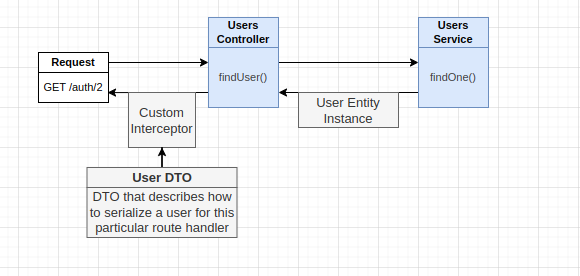 Users
Controller
findUser()
Users
Service
findOne()
Request
GET /auth/2
User Entity
Instance
Custom
Interceptor
User DTO
DTO that describes how
to serialize a user for this
particular route handler